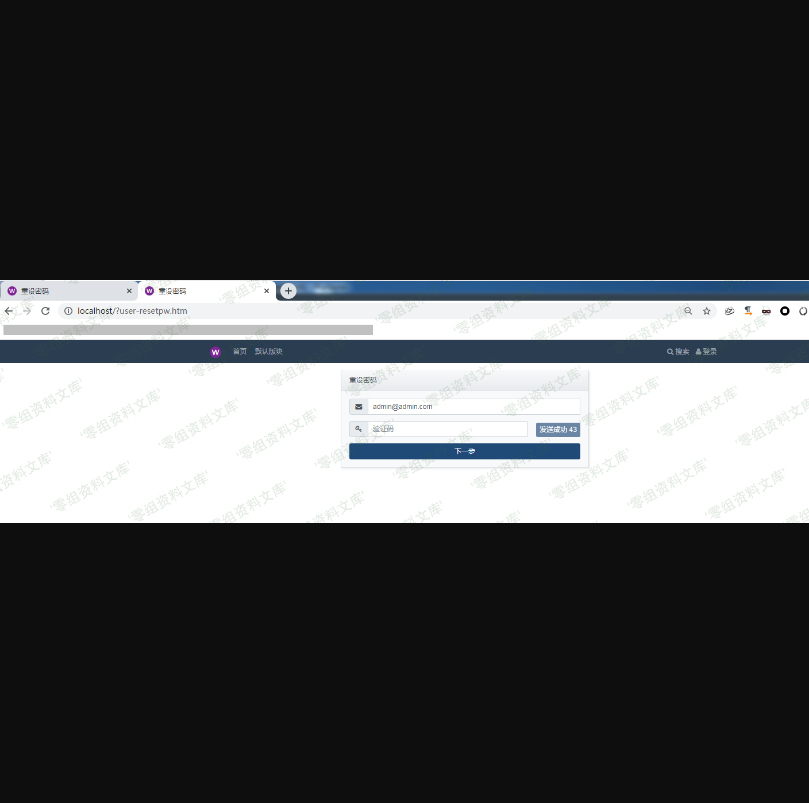 重设密码
重设密码
localhost/?user-resetpw.htm
W 首页 默认版块 搜索 登录
重设密码
admin@admin.com
验证码 发送成功 43
下一步
'零组资料文库'